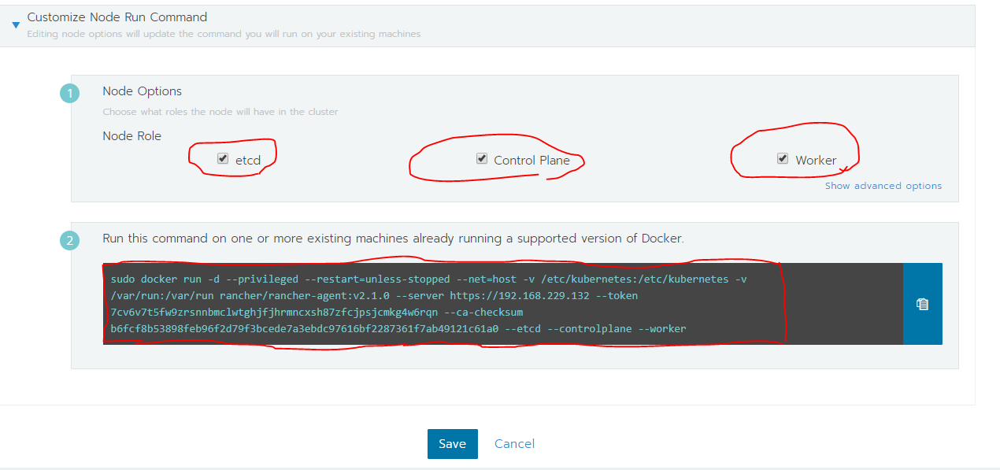 Customize Node Run Command
Editing node options will update the command you will run on your existing machines
1
Node Options
Choose what roles the node will have in the cluster
Node Role
etcd
Control Plane
Worker
Show advanced options
2
Run this command on one or more existing machines already running a supported version of Docker.
sudo docker run -d --privileged --restart=unless-stopped --net=host -v /etc/kubernetes:/etc/kubernetes -v
/var/run:/var/run rancher/rancher-agent:v2.1.0 --server https://192.168.229.132 --token
7cv6v7t5fw9zrsnnbmclwtghjfjhrmncxsh87zfcjpsjcmkg4w6rqn --ca-checksum
b6fcf8b53898feb96f2d79f3bcede7a3ebdc97616bf2287361f7ab49121c61a0 --etcd --controlplane --worker
Save
Cancel